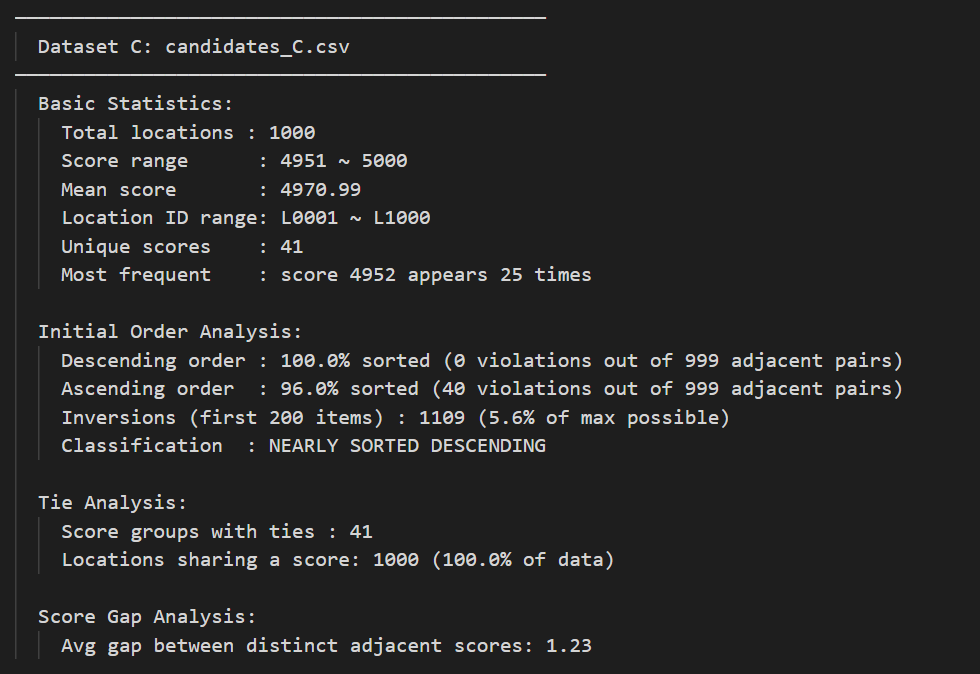 Dataset C: candidates_C.csv
Basic Statistics:
Total locations : 1000
Score range : 4951 ~ 5000
Mean score : 4970.99
Location ID range: L0001 ~ L1000
Unique scores : 41
Most frequent : score 4952 appears 25 times
Initial Order Analysis:
Descending order : 100.0% sorted (0 violations out of 999 adjacent pairs)
Ascending order : 96.0% sorted (40 violations out of 999 adjacent pairs)
Inversions (first 200 items) : 1109 (5.6% of max possible)
Classification : NEARLY SORTED DESCENDING
Tie Analysis:
Score groups with ties : 41
Locations sharing a score: 1000 (100.0% of data)
Score Gap Analysis:
Avg gap between distinct adjacent scores: 1.23